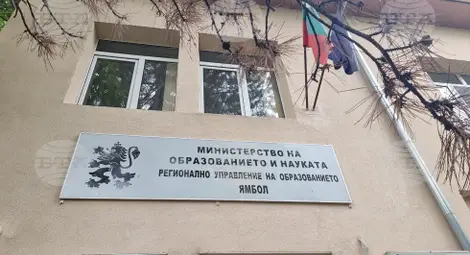 МИНИСТЕРСТВО НА
ОБРАЗОВАНИЕТО И НАУКАТА
РЕГИОНАЛНО УПРАВЛЕНИЕ НА ОБРАЗОВАНИЕТО
ЯМБОЛ